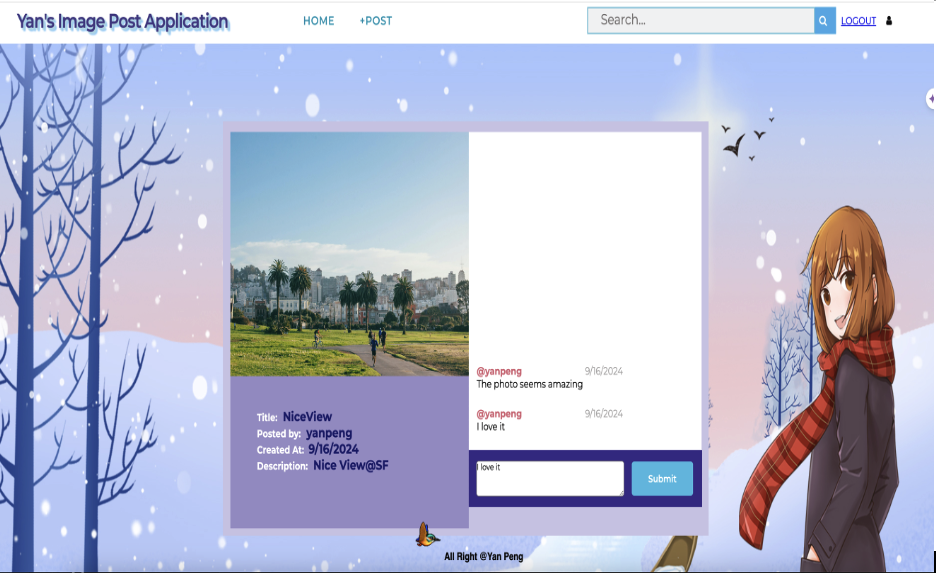 Yan's Image Post Application
HOME
+POST
Search...
LOGOUT
@yanpeng 9/16/2024
The photo seems amazing
@yanpeng 9/16/2024
I love it
Title: NiceView
Posted by: yanpeng
Created At: 9/16/2024
Description: Nice View@SF
I love it
Submit
All Right @Yan Peng